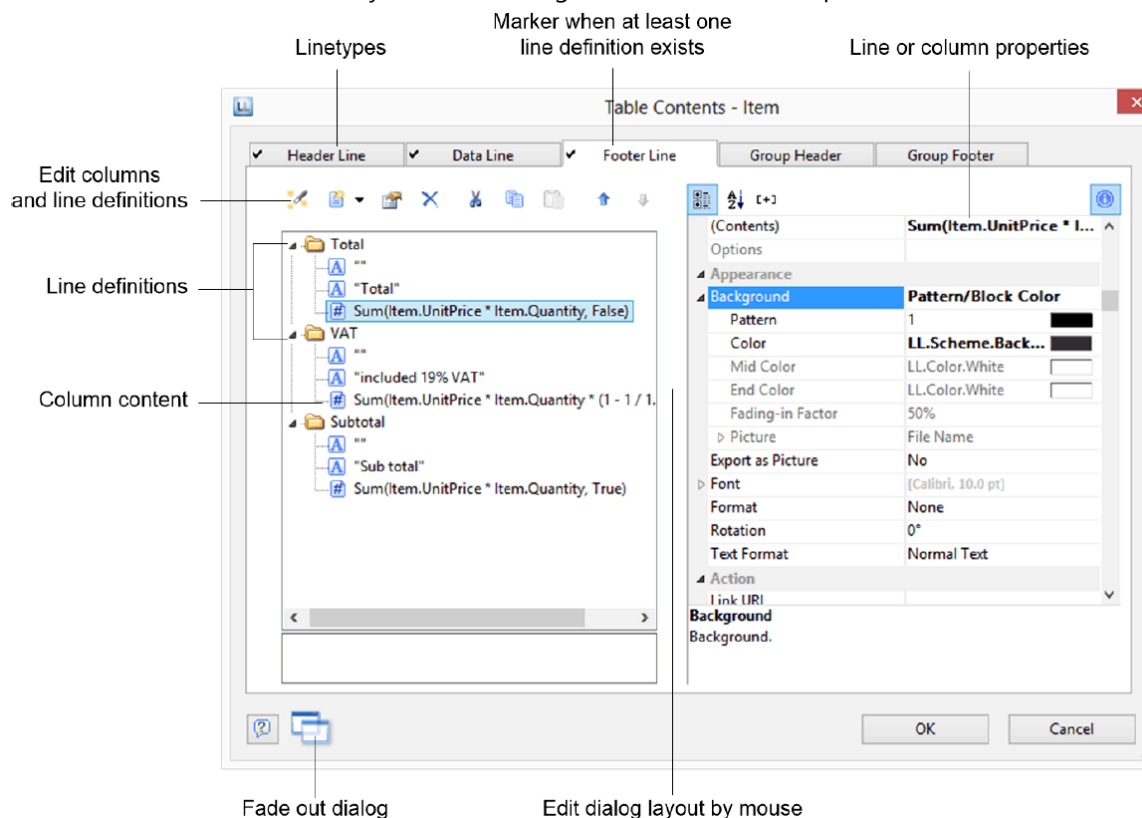 Marker when at least one
line definition exists
Linetypes
Line or column properties
LL
Table Contents - Item
Header Line
Data Line
Footer Line
Group Header
Group Footer
Edit columns
and line definitions
Line definitions
Column content
Total
""
"Total"
Sum(Item.UnitPrice * Item.Quantity, False)
VAT
""
"included 19% VAT"
Sum(Item.UnitPrice * Item.Quantity * (1 - 1 / 1.
Subtotal
""
"Sub total"
Sum(Item.UnitPrice * Item.Quantity, True)
(Contents) Sum(Item.UnitPrice * I...
Options
Appearance
Background Pattern/Block Color
Pattern 1
Color LL.Scheme.Back...
Mid Color LL.Color.White
End Color LL.Color.White
Fading-in Factor 50%
Picture File Name
Export as Picture No
Font [Calibri, 10.0 pt]
Format None
Rotation 0°
Text Format Normal Text
Action
Link URL
Background
Background.
OK
Cancel
Fade out dialog
Edit dialog layout by mouse